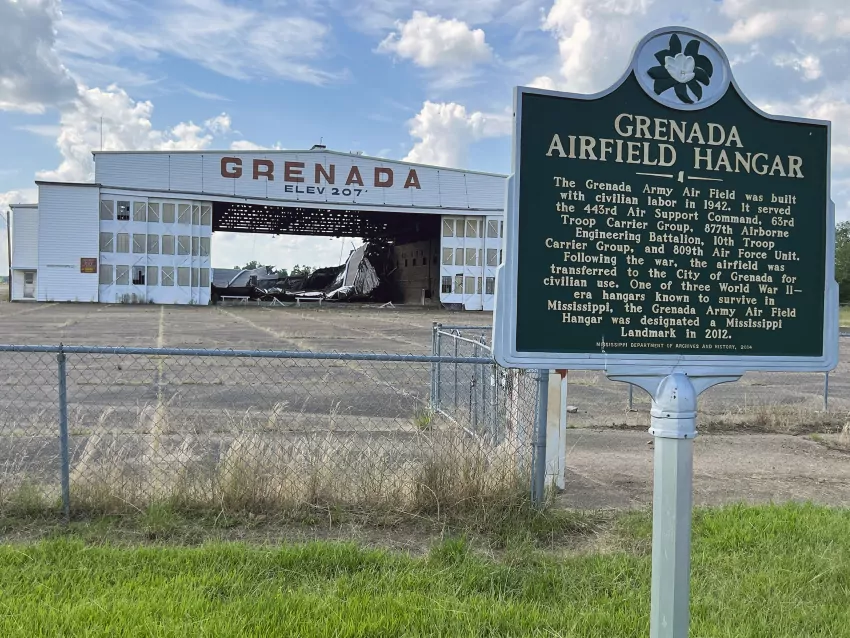 GRENADA
ELEV 207'
GRENADA
AIRFIELD HANGAR
The Grenada Army Air Field was built
with civilian labor in 1942. It served
the 443rd Air Support Command, 63rd
Troop Carrier Group, 877th Airborne
Engineering Battalion, 10th Troop
Carrier Group, and 809th Air Force Unit.
Following the war, the airfield was
transferred to the City of Grenada for
civilian use. One of three World War II–
era hangars known to survive in
Mississippi, the Grenada Army Air Field
Hangar was designated a Mississippi
Landmark in 2012.
MISSISSIPPI DEPARTMENT OF ARCHIVES AND HISTORY, 2014